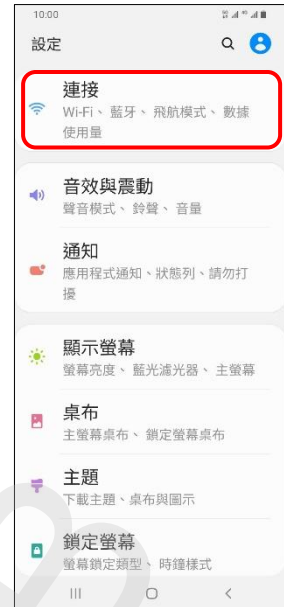 10:00
設定
連接
Wi-Fi、藍牙、飛航模式、數據
使用量
音效與震動
聲音模式、鈴聲、音量
通知
應用程式通知、狀態列、請勿打
擾
顯示螢幕
螢幕亮度、藍光濾光器、主螢幕
桌布
主螢幕桌布、鎖定螢幕桌布
主題
下載主題、桌布與圖示
鎖定螢幕
螢幕鎖定類型、時鐘樣式